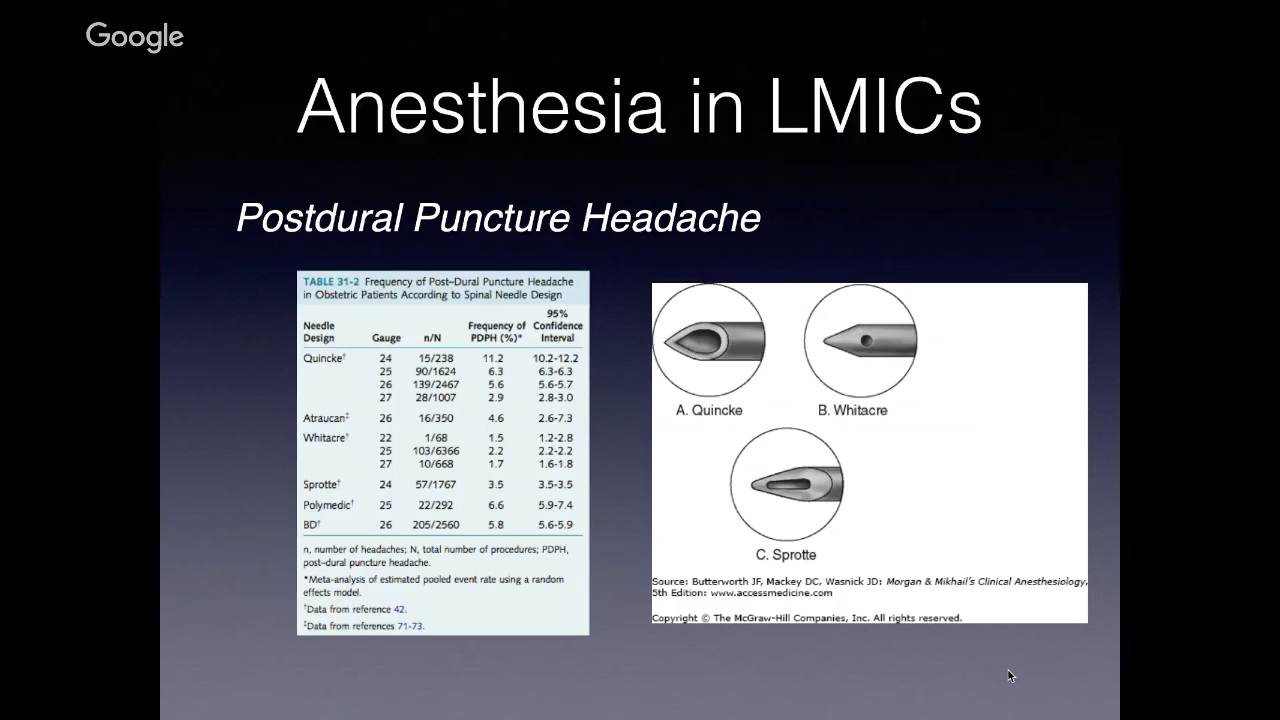 Google
Anesthesia in LMICs
Postdural Puncture Headache
TABLE 31-2 Frequency of Post–Dural Puncture Headache
in Obstetric Patients According to Spinal Needle Design
Needle Design Gauge n/N Frequency of PDPH (%)* 95% Confidence Interval
Quincke† 24 15/238 11.2 10.2-12.2
25 90/1624 6.3 6.3-6.3
26 139/2467 5.6 5.6-5.7
27 28/1007 2.9 2.8-3.0
Atraucan‡ 26 16/350 4.6 2.6-7.3
Whitacre† 22 1/68 1.5 1.2-2.8
25 103/6366 2.2 2.2-2.2
27 10/668 1.7 1.6-1.8
Sprotte† 24 57/1767 3.5 3.5-3.5
Polymedic† 25 22/292 6.6 5.9-7.4
BD† 26 205/2560 5.8 5.6-5.9
n, number of headaches; N, total number of procedures; PDPH,
post–dural puncture headache.
*Meta-analysis of estimated pooled event rate using a random
effects model.
†Data from reference 42.
‡Data from references 71-73.
A. Quincke
B. Whitacre
C. Sprotte
Source: Butterworth JF, Mackey DC, Wasnick JD: Morgan & Mikhail's Clinical Anesthesiology,
5th Edition: www.accessmedicine.com
Copyright © The McGraw-Hill Companies, Inc. All rights reserved.